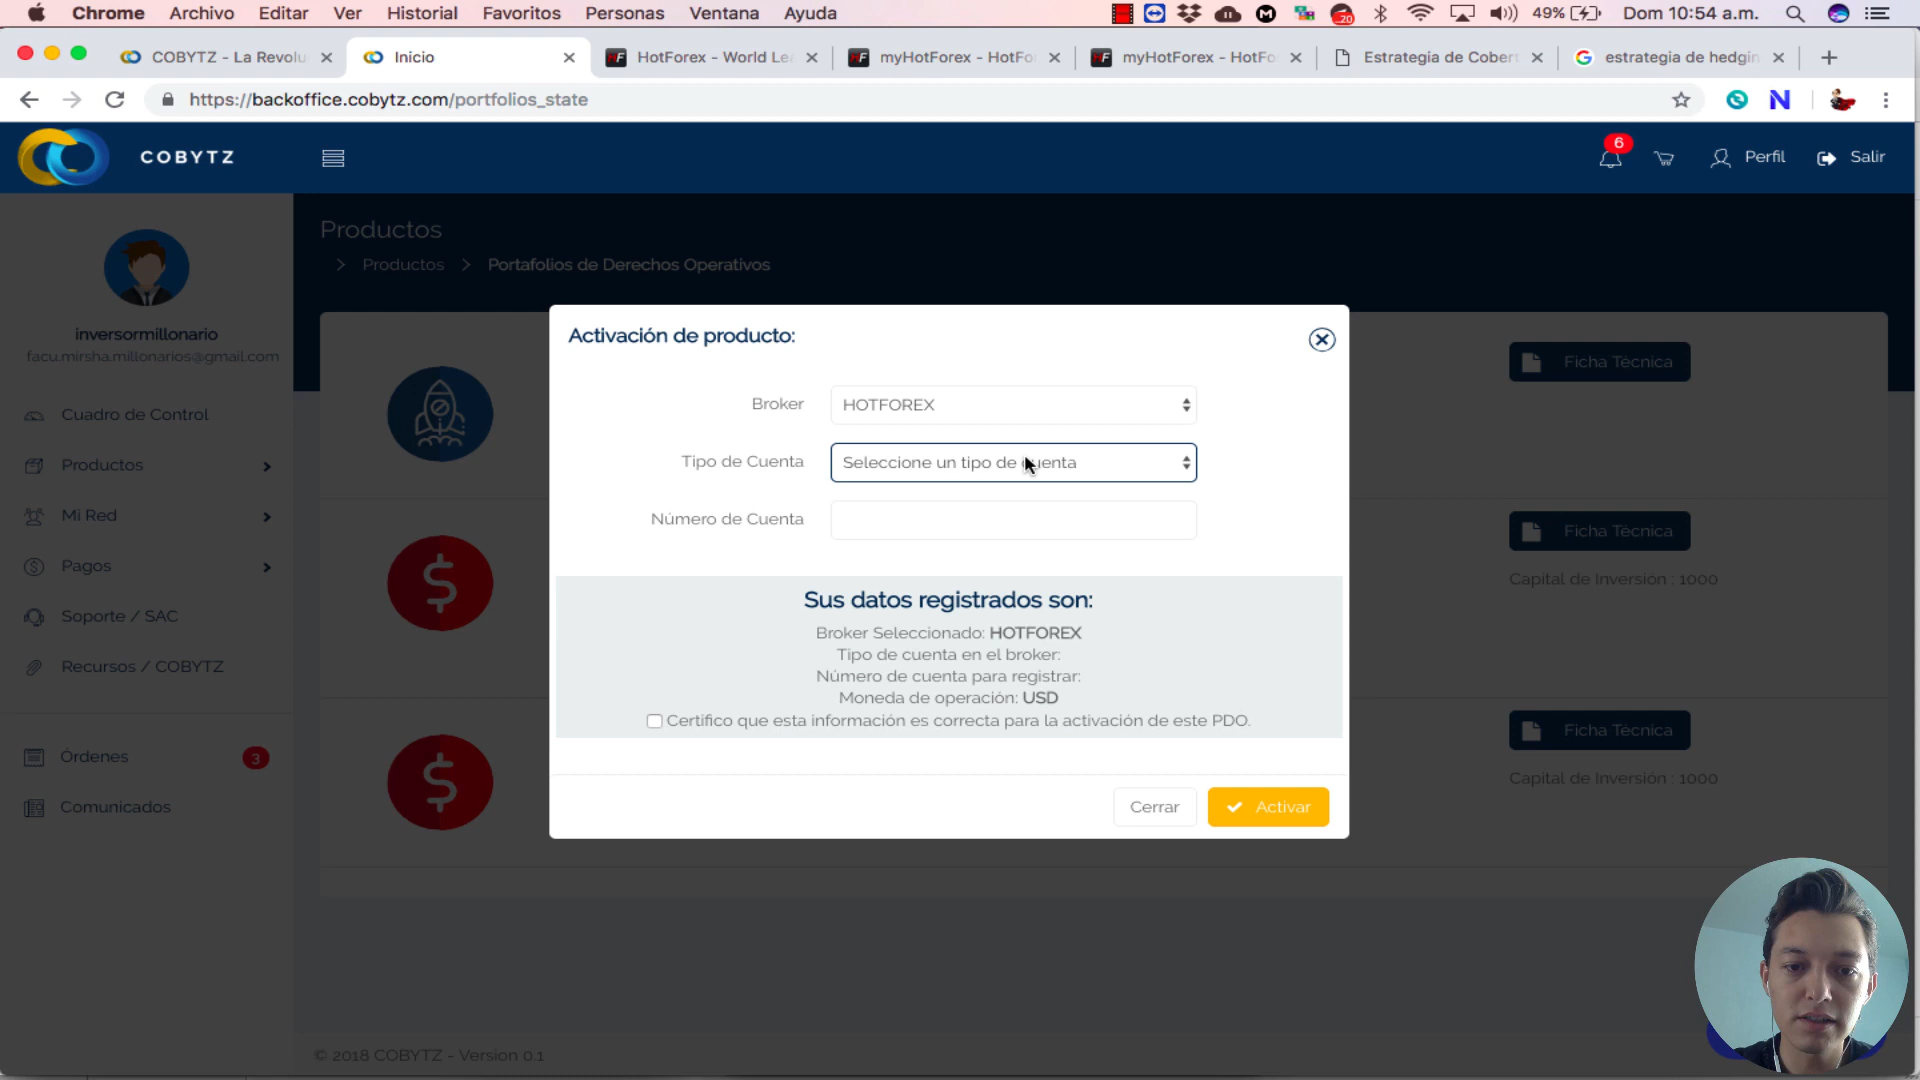 Chrome Archivo Editar Ver Historial Favoritos Personas Ventana Ayuda 20 49% Dom 10:54 a.m.
COBYTZ - La Revolu Inicio HotForex - World Le myHotForex - HotFo myHotForex - HotFo Estrategia de Cobert estrategia de hedgin
https://backoffice.cobytz.com/portfolios_state
COBYTZ 6 Perfil Salir
Productos
Productos > Portafolios de Derechos Operativos
inversormillonario
facu.mirsha.millonarios@gmail.com
Cuadro de Control
Productos
Mi Red
Pagos
Soporte / SAC
Recursos / COBYTZ
Órdenes 3
Comunicados
Activación de producto:
Broker HOTFOREX
Tipo de Cuenta Seleccione un tipo de cuenta
Número de Cuenta
Sus datos registrados son:
Broker Seleccionado: HOTFOREX
Tipo de cuenta en el broker:
Número de cuenta para registrar:
Moneda de operación: USD
Certifico que esta información es correcta para la activación de este PDO.
Cerrar Activar
Ficha Técnica
Ficha Técnica
Capital de Inversión : 1000
Ficha Técnica
Capital de Inversión : 1000
© 2018 COBYTZ - Version 0.1